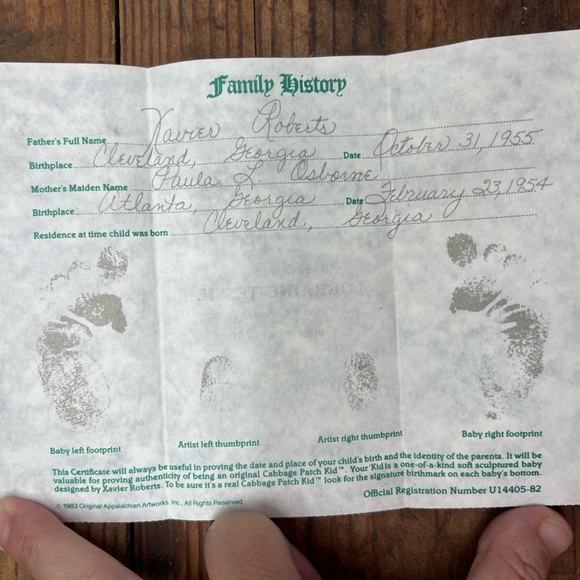 Family History
Father's Full Name Xavier Roberts
Birthplace Cleveland, Georgia Date October 31, 1955
Mother's Maiden Name Paula L Osborne
Birthplace Atlanta, Georgia Date February 23, 1954
Residence at time child was born Cleveland, Georgia
Baby left footprint Artist left thumbprint Artist right thumbprint Baby right footprint
This Certificate will always be useful in proving the date and place of your child's birth and the identity of the parents. It will be
valuable for proving authenticity of being an original Cabbage Patch Kid™. Your 'Kid is a one-of-a-kind soft sculptured baby
designed by Xavier Roberts. To be sure it's a real Cabbage Patch Kid™ look for the signature birthmark on each baby's bottom.
© 1983 Original Appalachian Artworks, Inc., All Rights Reserved. Official Registration Number U14405-82